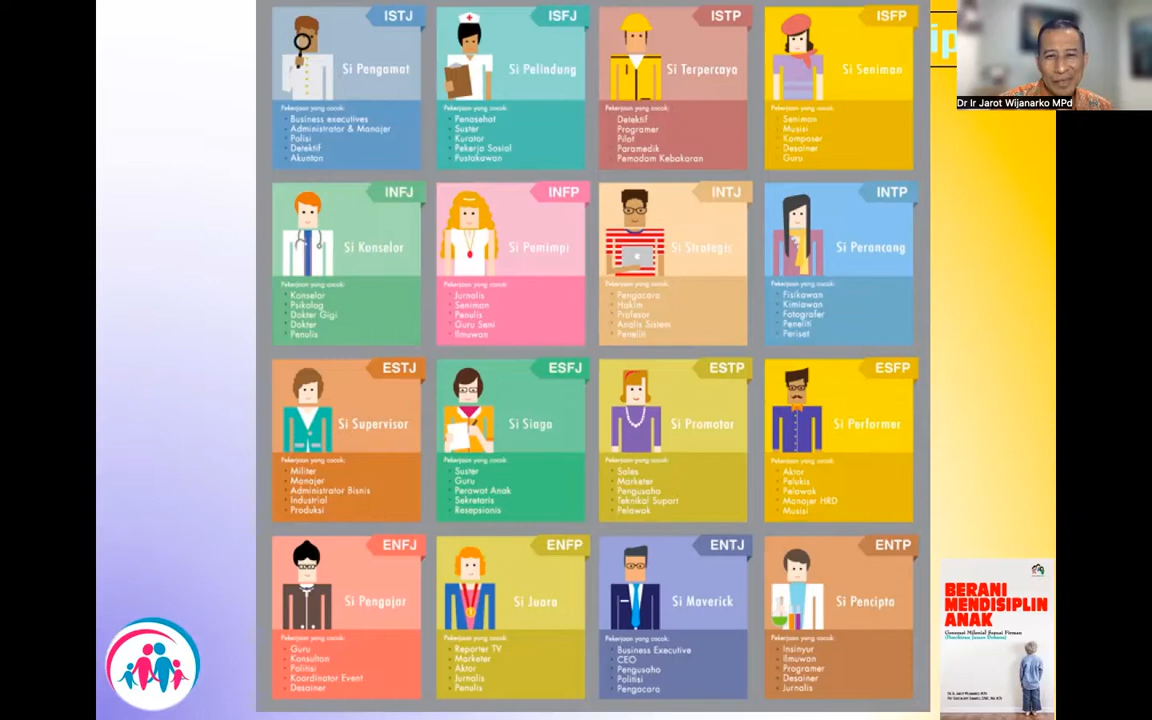 ISTJ
Si Pengamat
Pekerjaan yang cocok:
Business executives
Administrator & Manajer
Polisi
Detektif
Akuntan
ISFJ
Si Pelindung
Pekerjaan yang cocok:
Penasehat
Suster
Kurator
Pekerja Sosial
Pustakawan
ISTP
Si Terpercaya
Pekerjaan yang cocok:
Detektif
Programer
Pilot
Paramedik
Pemadam Kebakaran
ISFP
Si Seniman
Pekerjaan yang cocok:
Seniman
Musisi
Komposer
Desainer
Guru
ip
Dr Ir Jarot Wijanarko MPd
INFJ
Si Konselor
Pekerjaan yang cocok:
Konselor
Psikolog
Dokter Gigi
Dokter
Penulis
INFP
Si Pemimpi
Pekerjaan yang cocok:
Jurnalis
Seniman
Penulis
Guru Seni
Ilmuwan
INTJ
Si Strategis
Pekerjaan yang cocok:
Pengacara
Hakim
Profesor
Analis Sistem
Peneliti
INTP
Si Perancang
Pekerjaan yang cocok:
Fisikawan
Kimiawan
Fotografer
Peneliti
Periset
ESTJ
Si Supervisor
Pekerjaan yang cocok:
Militer
Manajer
Administrator Bisnis
Industrial
Produksi
ESFJ
Si Siaga
Pekerjaan yang cocok:
Suster
Guru
Perawat Anak
Sekretaris
Resepsionis
ESTP
Si Promotor
Pekerjaan yang cocok:
Sales
Marketer
Pengusaha
Teknikal Suport
Pelawak
ESFP
Si Performer
Pekerjaan yang cocok:
Aktor
Pelukis
Pelawak
Manajer HRD
Musisi
ENFJ
Si Pengajar
Pekerjaan yang cocok:
Guru
Konsultan
Politisi
Koordinator Event
Desainer
ENFP
Si Juara
Pekerjaan yang cocok:
Reporter TV
Marketer
Aktor
Jurnalis
Penulis
ENTJ
Si Maverick
Pekerjaan yang cocok:
Business Executive
CEO
Pengusaha
Politisi
Pengacara
ENTP
Si Pencipta
Pekerjaan yang cocok:
Insinyur
Ilmuwan
Programer
Desainer
Jurnalis
BERANI
MENDISIPLIN
ANAK
Generasi Milenial Sesuai Firman